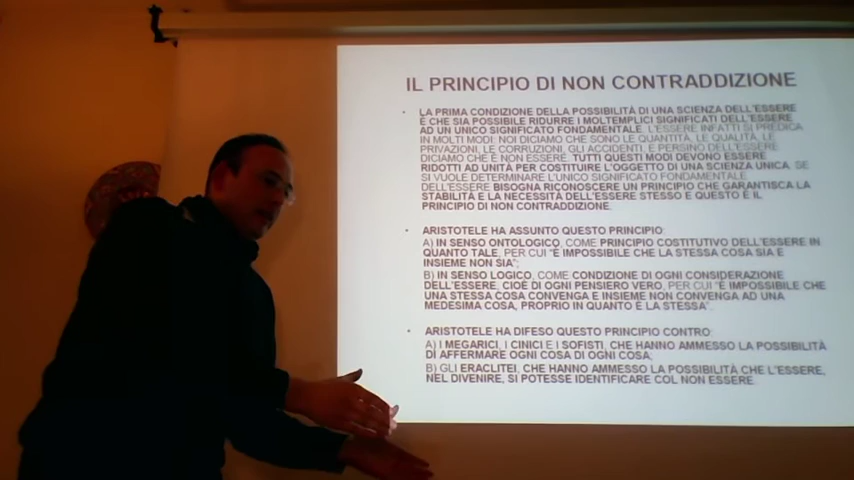 IL PRINCIPIO DI NON CONTRADDIZIONE
• LA PRIMA CONDIZIONE DELLA POSSIBILITÀ DI UNA SCIENZA DELL'ESSERE
È CHE SIA POSSIBILE RIDURRE I MOLTEMPLICI SIGNIFICATI DELL'ESSERE
AD UN UNICO SIGNIFICATO FONDAMENTALE. L'ESSERE INFATTI SI PREDICA
IN MOLTI MODI: NOI DICIAMO CHE SONO LE QUANTITÀ, LE QUALITÀ, LE
PRIVAZIONI, LE CORRUZIONI, GLI ACCIDENTI, E PERSINO DEL NON ESSERE
DICIAMO CHE È NON ESSERE. TUTTI QUESTI MODI DEVONO ESSERE
RIDOTTI AD UNITÀ PER COSTITUIRE L'OGGETTO DI UNA SCIENZA UNICA. SE
SI VUOLE DETERMINARE L'UNICO SIGNIFICATO FONDAMENTALE
DELL'ESSERE BISOGNA RICONOSCERE UN PRINCIPIO CHE GARANTISCA LA
STABILITÀ E LA NECESSITÀ DELL'ESSERE STESSO E QUESTO È IL
PRINCIPIO DI NON CONTRADDIZIONE.
• ARISTOTELE HA ASSUNTO QUESTO PRINCIPIO:
A) IN SENSO ONTOLOGICO, COME PRINCIPIO COSTITUTIVO DELL'ESSERE IN
QUANTO TALE, PER CUI "È IMPOSSIBILE CHE LA STESSA COSA SIA E
INSIEME NON SIA";
B) IN SENSO LOGICO, COME CONDIZIONE DI OGNI CONSIDERAZIONE
DELL'ESSERE, CIOÈ DI OGNI PENSIERO VERO, PER CUI "È IMPOSSIBILE CHE
UNA STESSA COSA CONVENGA E INSIEME NON CONVENGA AD UNA
MEDESIMA COSA, PROPRIO IN QUANTO È LA STESSA".
• ARISTOTELE HA DIFESO QUESTO PRINCIPIO CONTRO:
A) I MEGARICI, I CINICI E I SOFISTI, CHE HANNO AMMESSO LA POSSIBILITÀ
DI AFFERMARE OGNI COSA DI OGNI COSA;
B) GLI ERACLITEI, CHE HANNO AMMESSO LA POSSIBILITÀ CHE L'ESSERE,
NEL DIVENIRE, SI POTESSE IDENTIFICARE COL NON ESSERE.